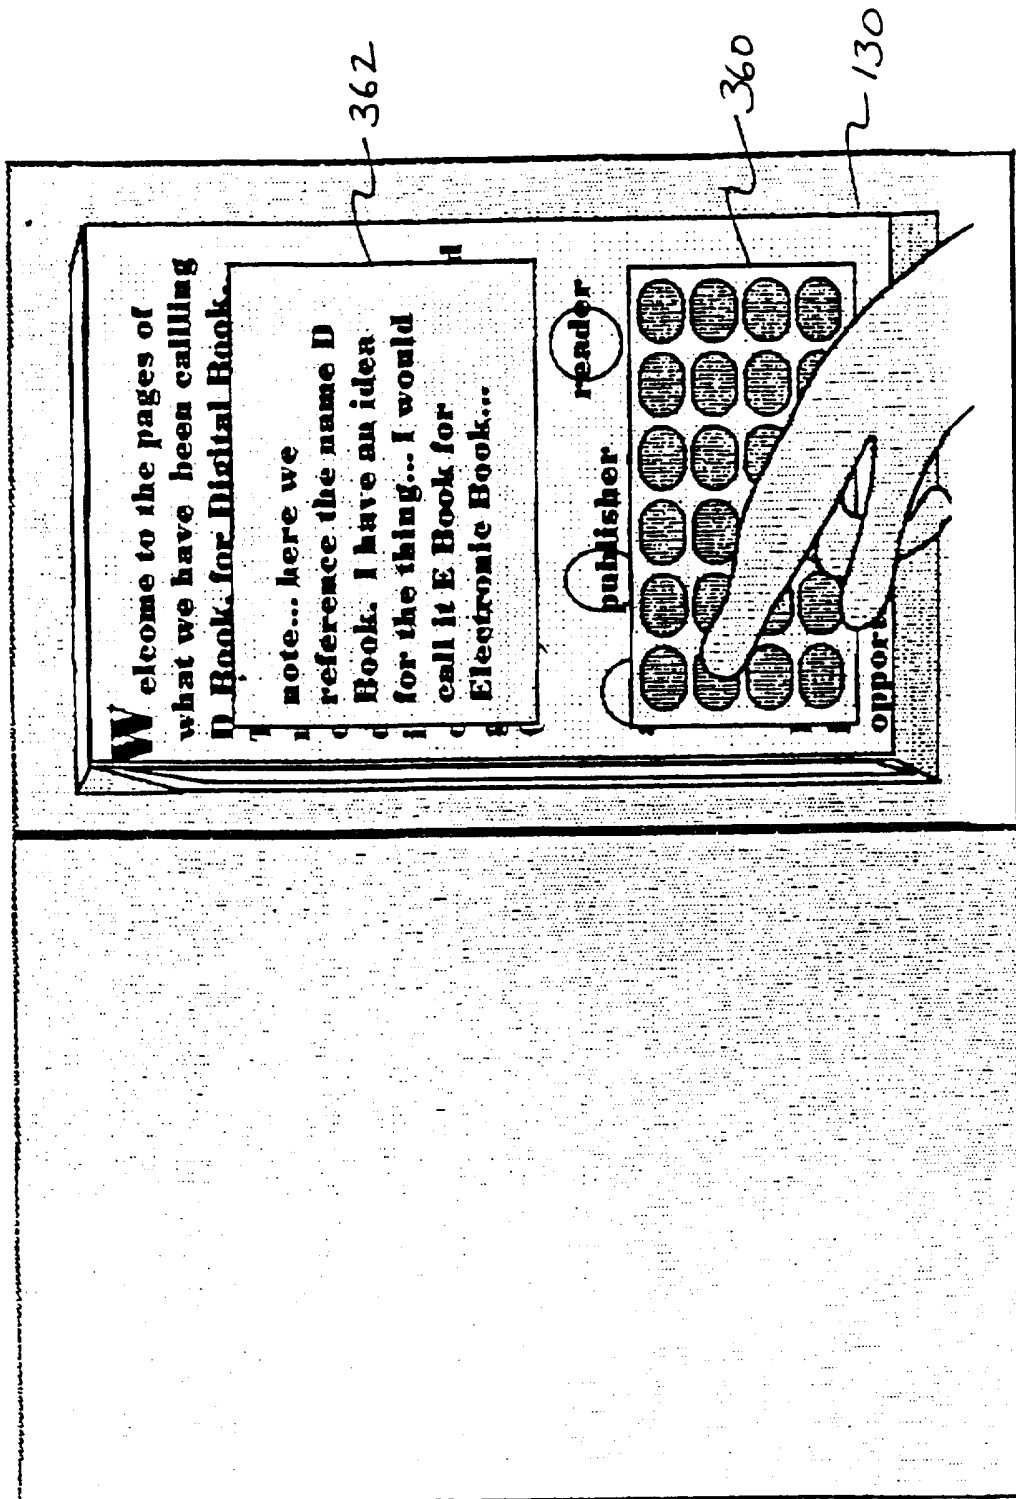 Welcome to the pages of
what we have been callling
D Book, for Digital Book.
note... here we
reference the name D
Book. I have an idea
for the thing... I would
call it E Book for
Electronic Book...
publisher
reader
oppor
362
360
130